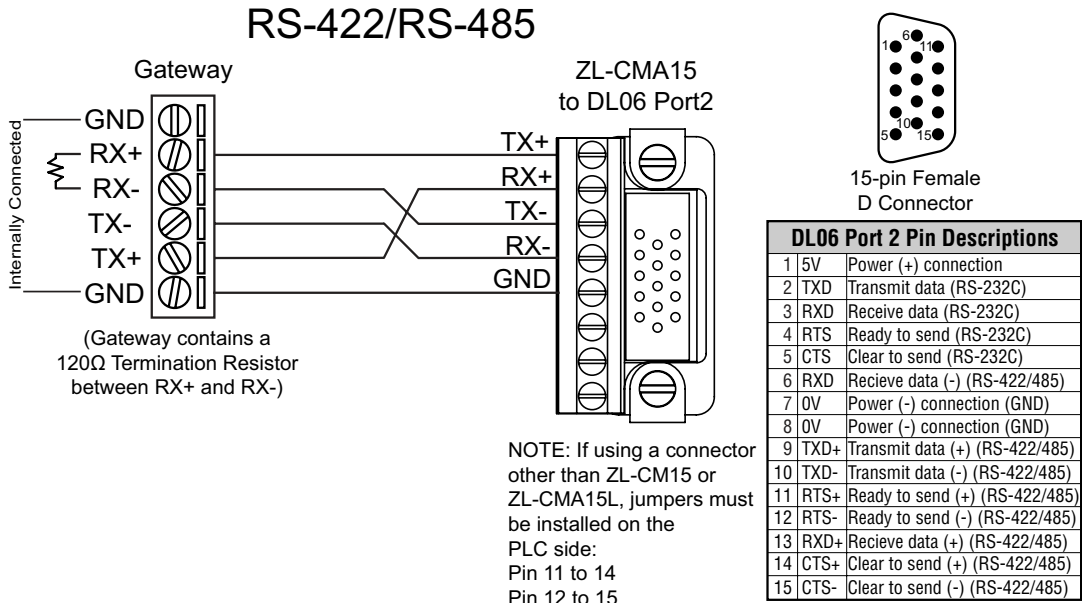 RS-422/RS-485
Gateway
Internally Connected
GND
RX+
RX-
TX-
TX+
GND
(Gateway contains a
120Ω Termination Resistor
between RX+ and RX-)
ZL-CMA15
to DL06 Port2
TX+
RX+
TX-
RX-
GND
NOTE: If using a connector
other than ZL-CM15 or
ZL-CMA15L, jumpers must
be installed on the
PLC side:
Pin 11 to 14
Pin 12 to 15
1 6 11
5 10 15
15-pin Female
D Connector
DL06 Port 2 Pin Descriptions
1 5V Power (+) connection
2 TXD Transmit data (RS-232C)
3 RXD Receive data (RS-232C)
4 RTS Ready to send (RS-232C)
5 CTS Clear to send (RS-232C)
6 RXD Recieve data (-) (RS-422/485)
7 0V Power (-) connection (GND)
8 0V Power (-) connection (GND)
9 TXD+ Transmit data (+) (RS-422/485)
10 TXD- Transmit data (-) (RS-422/485)
11 RTS+ Ready to send (+) (RS-422/485)
12 RTS- Ready to send (-) (RS-422/485)
13 RXD+ Recieve data (+) (RS-422/485)
14 CTS+ Clear to send (+) (RS-422/485)
15 CTS- Clear to send (-) (RS-422/485)